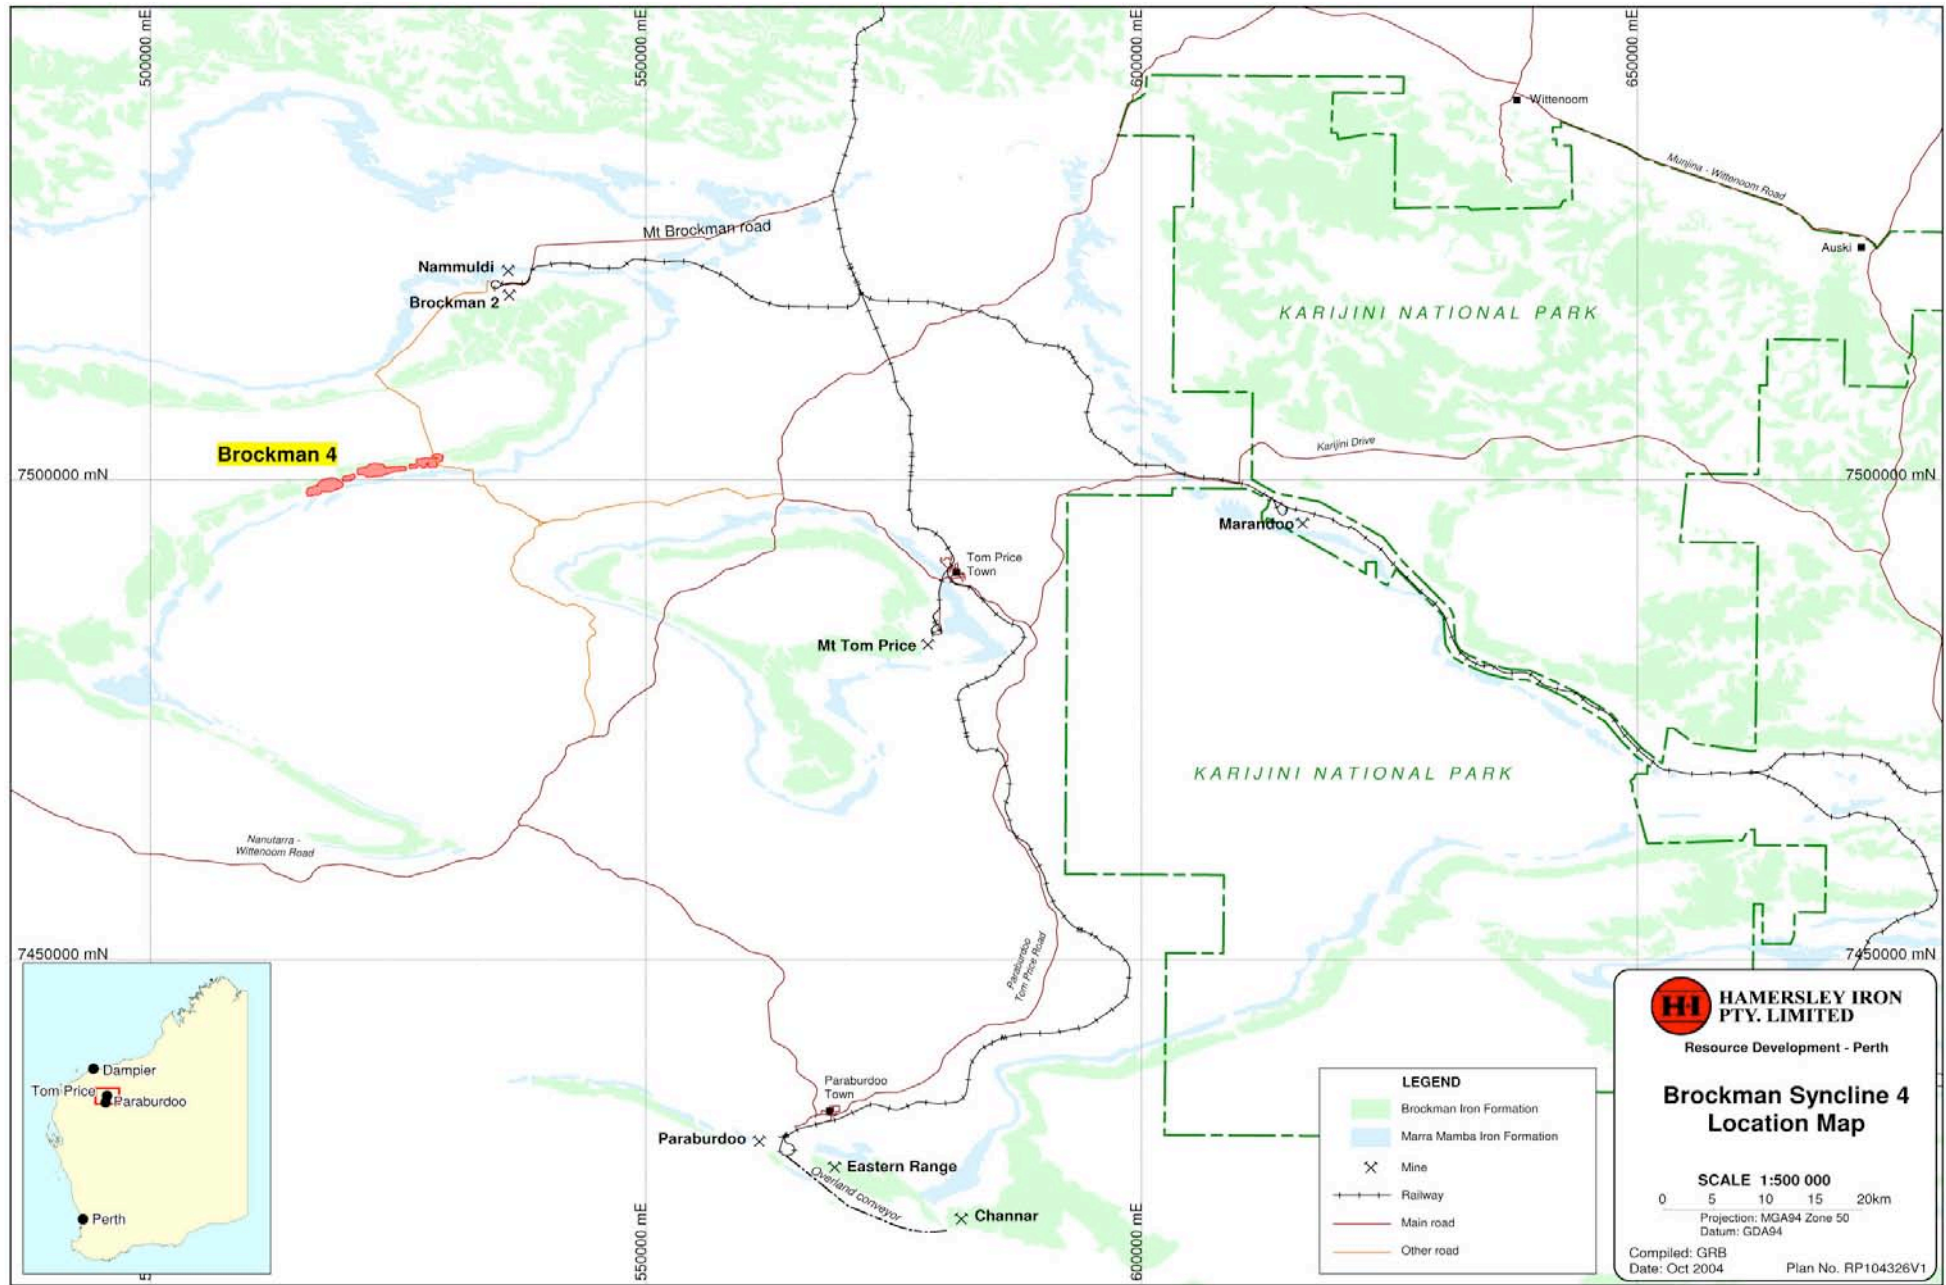 500000 mE
550000 mE
600000 mE
650000 mE
Wittenoom
Munjina - Wittenoom Road
Auski
Mt Brockman road
Nammuldi
Brockman 2
KARIJINI NATIONAL PARK
Brockman 4
Karijini Drive
7500000 mN
7500000 mN
Marandoo
Tom Price
Town
Mt Tom Price
KARIJINI NATIONAL PARK
Nanutarra -
Wittenoom Road
Paraburdoo
Tom Price Road
7450000 mN
7450000 mN
Dampier
Tom Price
Paraburdoo
Perth
Paraburdoo
Town
Paraburdoo
Eastern Range
Overland conveyor
Channar
550000 mE
600000 mE
LEGEND
Brockman Iron Formation
Marra Mamba Iron Formation
Mine
Railway
Main road
Other road
HI
HAMERSLEY IRON
PTY. LIMITED
Resource Development - Perth
Brockman Syncline 4
Location Map
SCALE 1:500 000
0 5 10 15 20km
Projection: MGA94 Zone 50
Datum: GDA94
Compiled: GRB
Date: Oct 2004
Plan No. RP104326V1